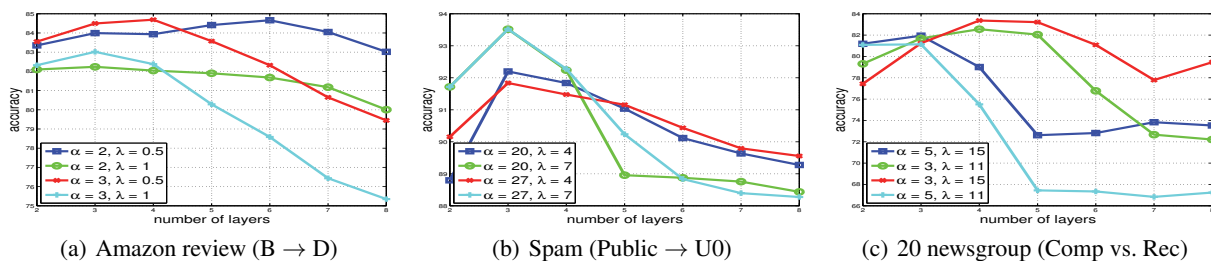 85
84
83
82
81
80
79
78
77
76
75
accuracy
α = 2, λ = 0.5
α = 2, λ = 1
α = 3, λ = 0.5
α = 3, λ = 1
2 3 4 5 6 7 8
number of layers
(a) Amazon review (B → D)
94
93
92
91
90
89
88
accuracy
α = 20, λ = 4
α = 20, λ = 7
α = 27, λ = 4
α = 27, λ = 7
2 3 4 5 6 7 8
number of layers
(b) Spam (Public → U0)
84
82
80
78
76
74
72
70
68
66
accuracy
α = 5, λ = 15
α = 3, λ = 11
α = 3, λ = 15
α = 5, λ = 11
2 3 4 5 6 7 8
number of layers
(c) 20 newsgroup (Comp vs. Rec)